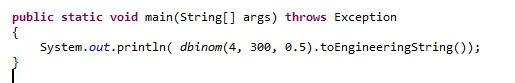 public static void main(String[] args) throws Exception
{
    System.out.println( dbinom(4, 300, 0.5).toEngineeringString());
}